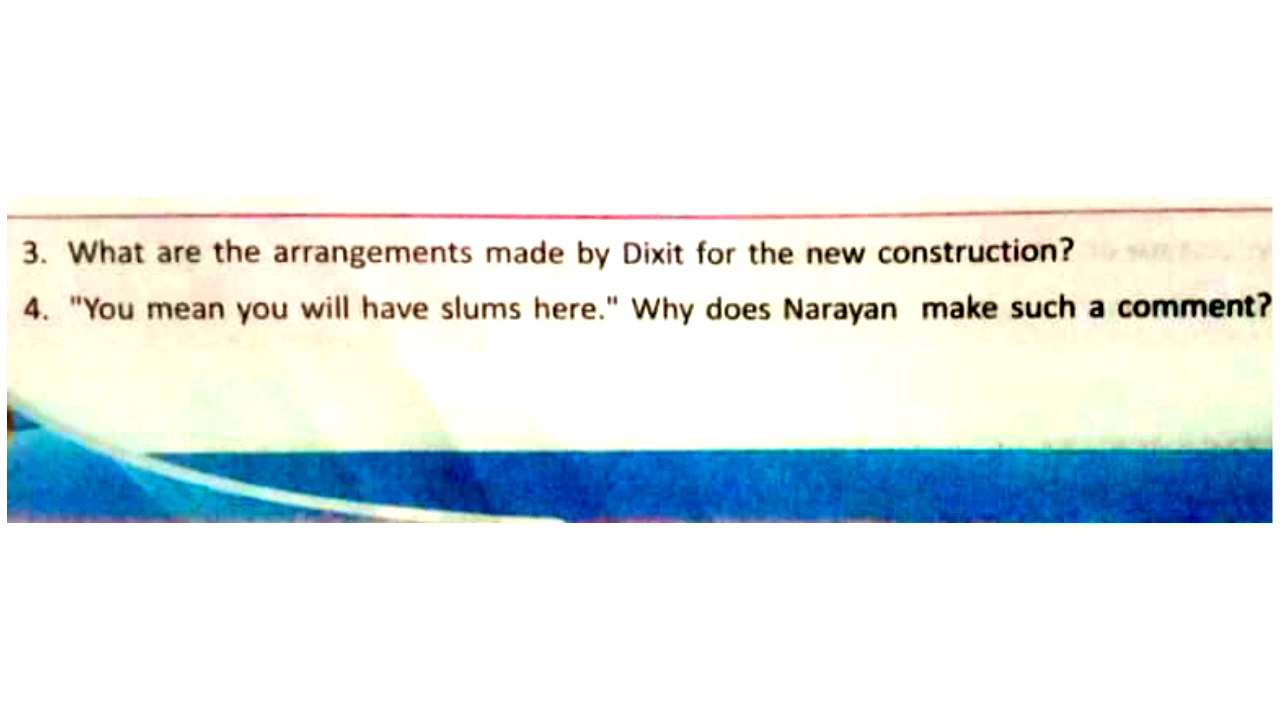 3. What are the arrangements made by Dixit for the new construction?
4. "You mean you will have slums here." Why does Narayan make such a comment?